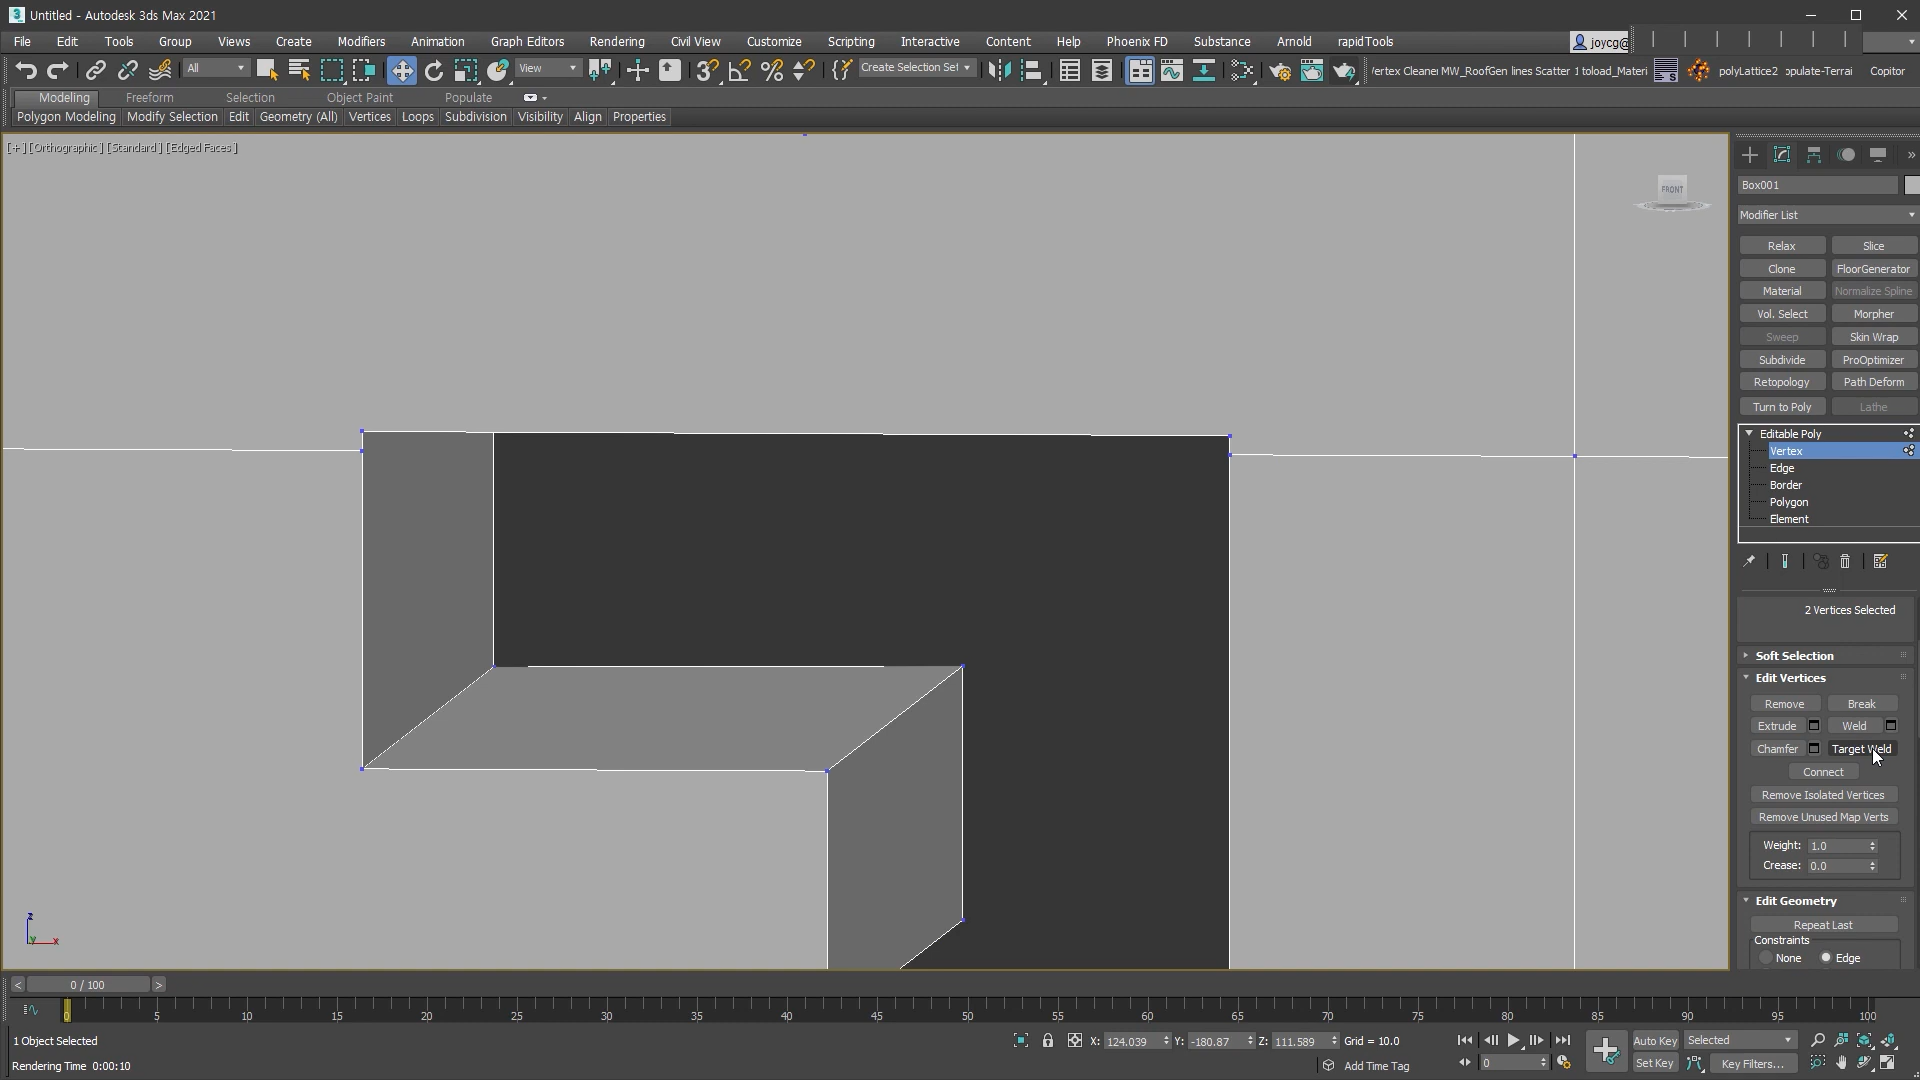 Untitled - Autodesk 3ds Max 2021
File Edit Tools Group Views Create Modifiers Animation Graph Editors Rendering Civil View Customize Scripting Interactive Content Help Phoenix FD Substance Arnold rapidTools joycg@
All View Create Selection Set MW_RoofGen lines Scatter 1 toload_Materi polyLattice2 Copitor
Modeling Freeform Selection Object Paint Populate
Polygon Modeling Modify Selection Edit Geometry (All) Vertices Loops Subdivision Visibility Align Properties
[+] [Orthographic] [Standard] [Edged Faces]
FRONT
Box001
Modifier List
Relax Slice
Clone FloorGenerator
Material Normalize Spline
Vol. Select Morpher
Sweep Skin Wrap
Subdivide ProOptimizer
Retopology Path Deform
Turn to Poly Lathe
Editable Poly
Vertex
Edge
Border
Polygon
Element
2 Vertices Selected
Soft Selection
Edit Vertices
Remove Break
Extrude Weld
Chamfer Target Weld
Connect
Remove Isolated Vertices
Remove Unused Map Verts
Weight: 1.0
Crease: 0.0
Edit Geometry
Repeat Last
Constraints
None Edge
z
y x
< 0 / 100 >
0 5 10 15 20 25 30 35 40 45 50 55 60 65 70 75 80 85 90 95 100
1 Object Selected X: 124.039 Y: -180.87 Z: 111.589 Grid = 10.0 Auto Key Selected
Rendering Time 0:00:10 Add Time Tag 0 Set Key Key Filters...